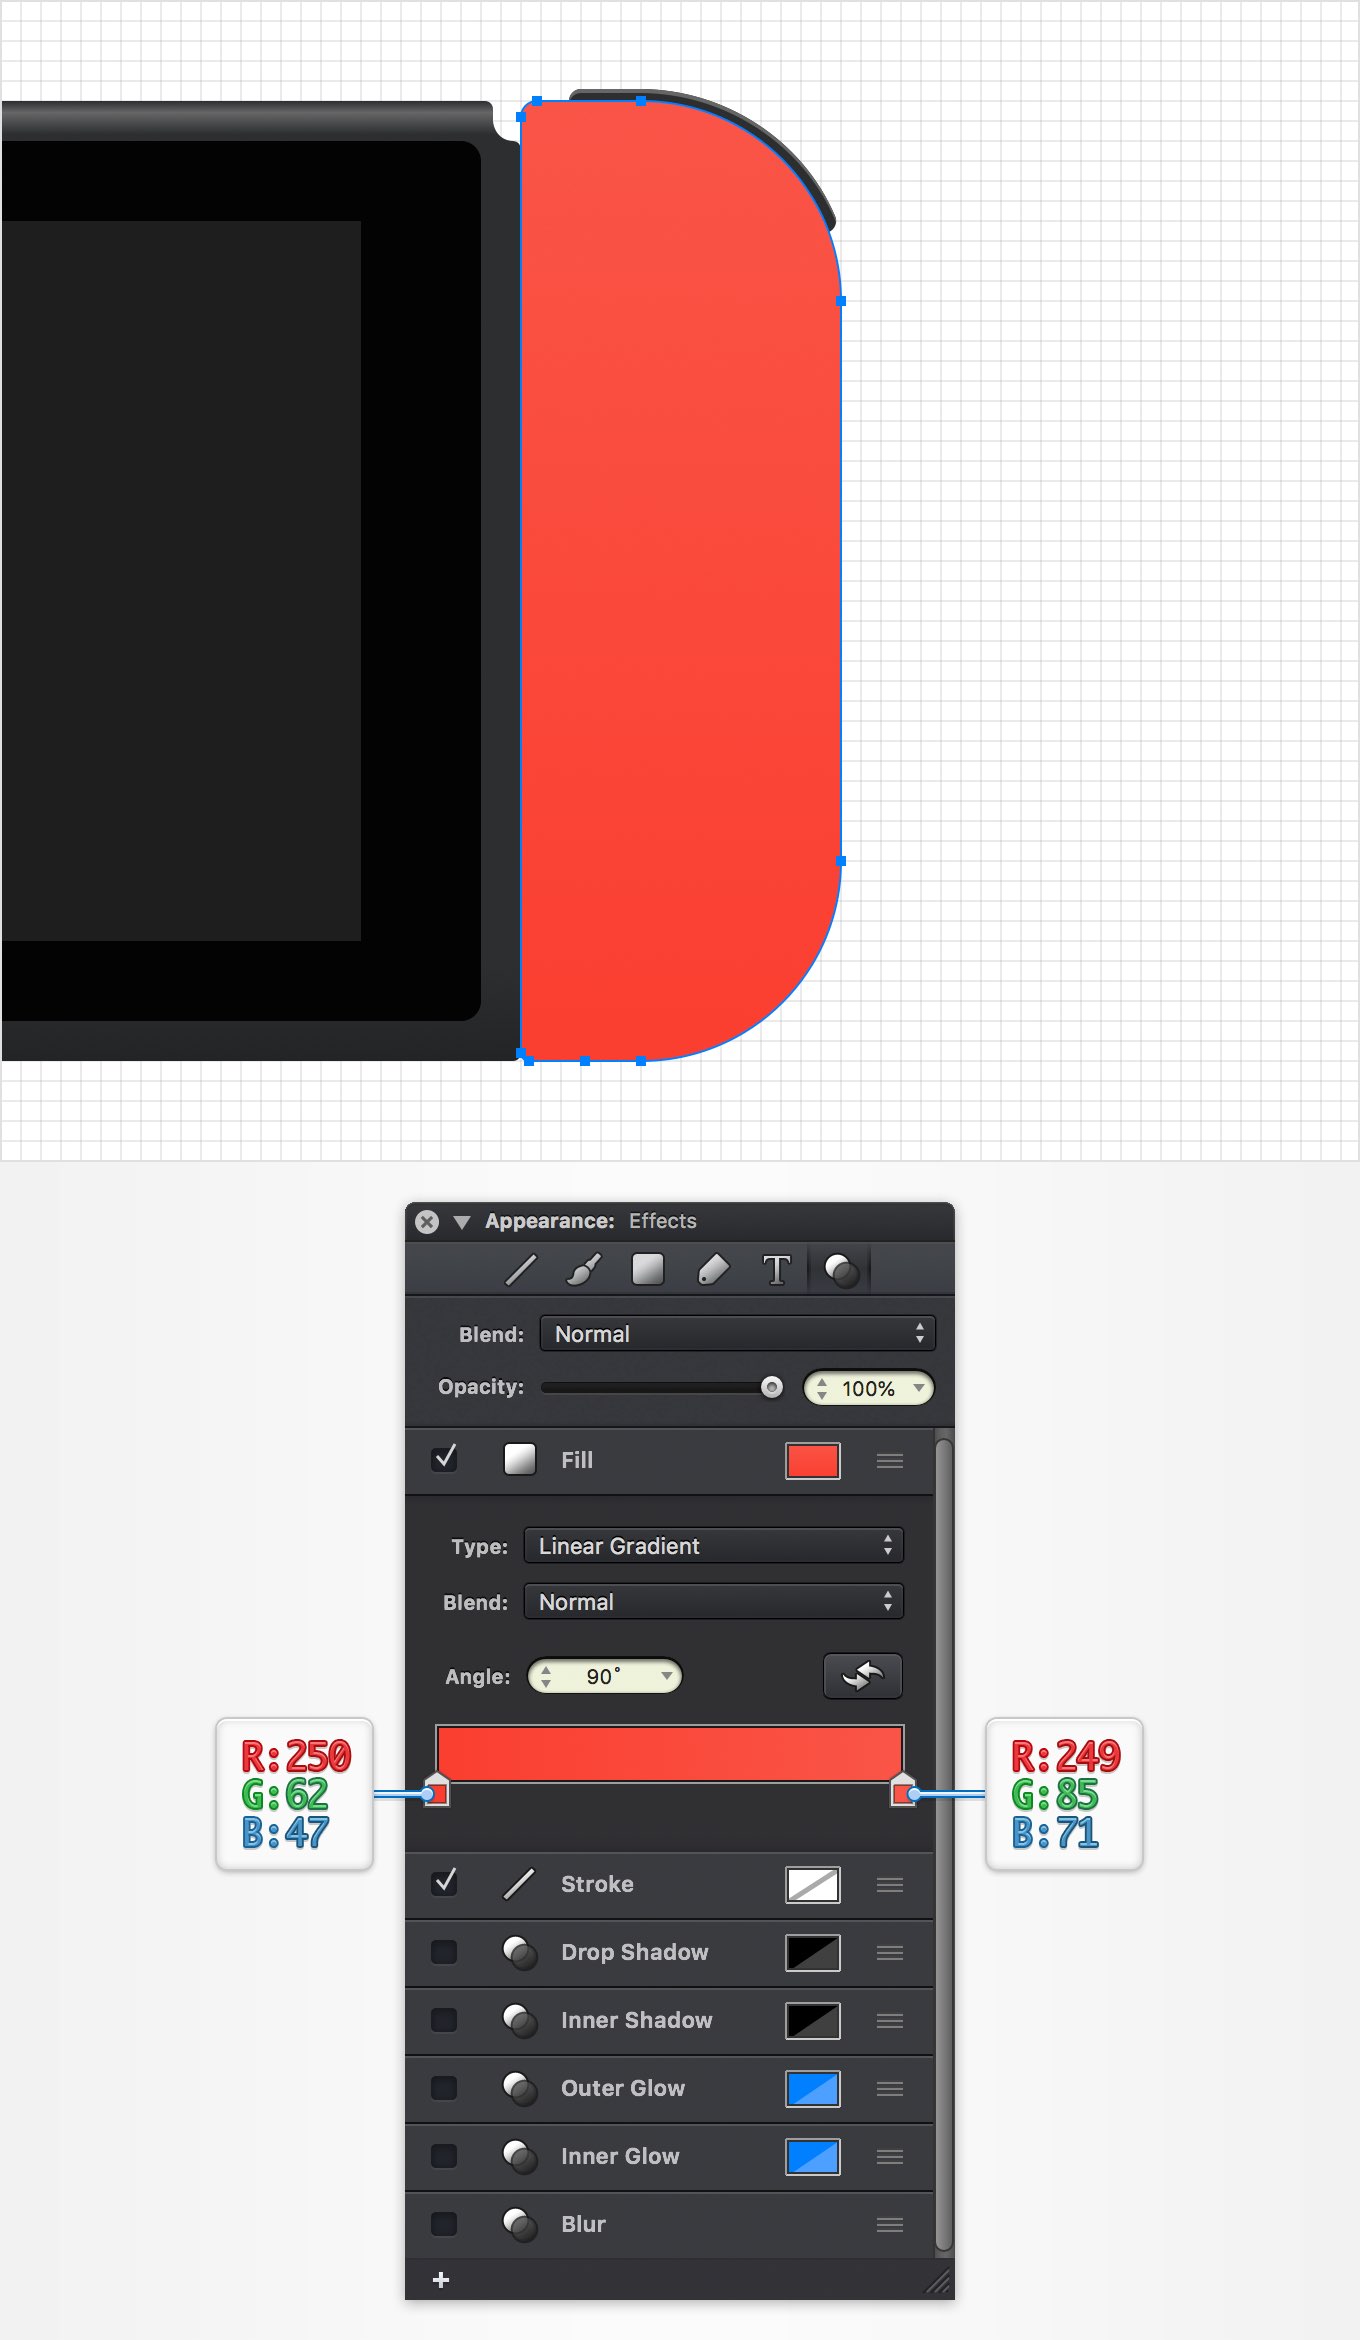 Appearance: Effects
T
Blend: Normal
Opacity: 100%
Fill
Type: Linear Gradient
Blend: Normal
Angle: 90°
R:250
G:62
B:47
R:249
G:85
B:71
Stroke
Drop Shadow
Inner Shadow
Outer Glow
Inner Glow
Blur
+